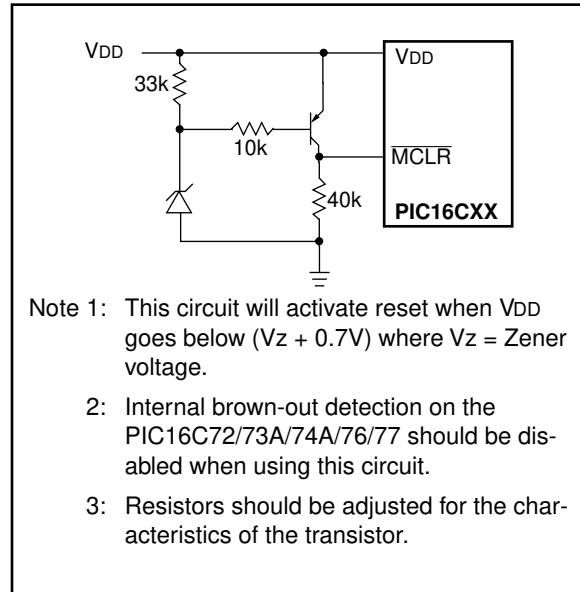 VDD
VDD
33k
10k
MCLR
40k
PIC16CXX
Note 1: This circuit will activate reset when VDD
goes below (Vz + 0.7V) where Vz = Zener
voltage.
2: Internal brown-out detection on the
PIC16C72/73A/74A/76/77 should be dis-
abled when using this circuit.
3: Resistors should be adjusted for the char-
acteristics of the transistor.